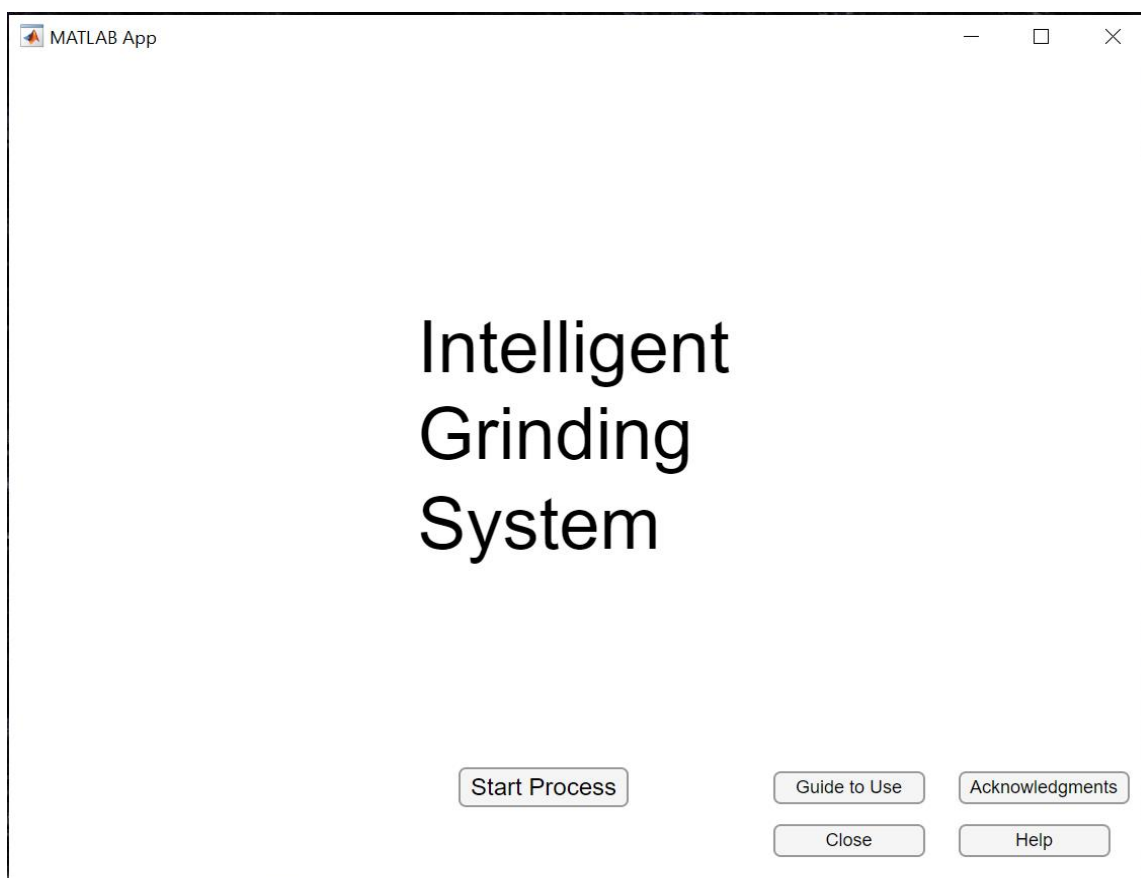 MATLAB App
Intelligent
Grinding
System
Start Process
Guide to Use
Acknowledgments
Close
Help